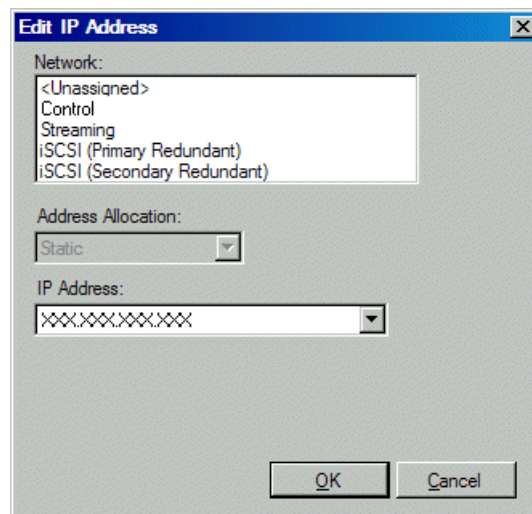 Edit IP Address
Network:
<Unassigned>
Control
Streaming
iSCSI (Primary Redundant)
iSCSI (Secondary Redundant)
Address Allocation:
Static
IP Address:
XXX.XXX.XXX.XXX
OK
Cancel